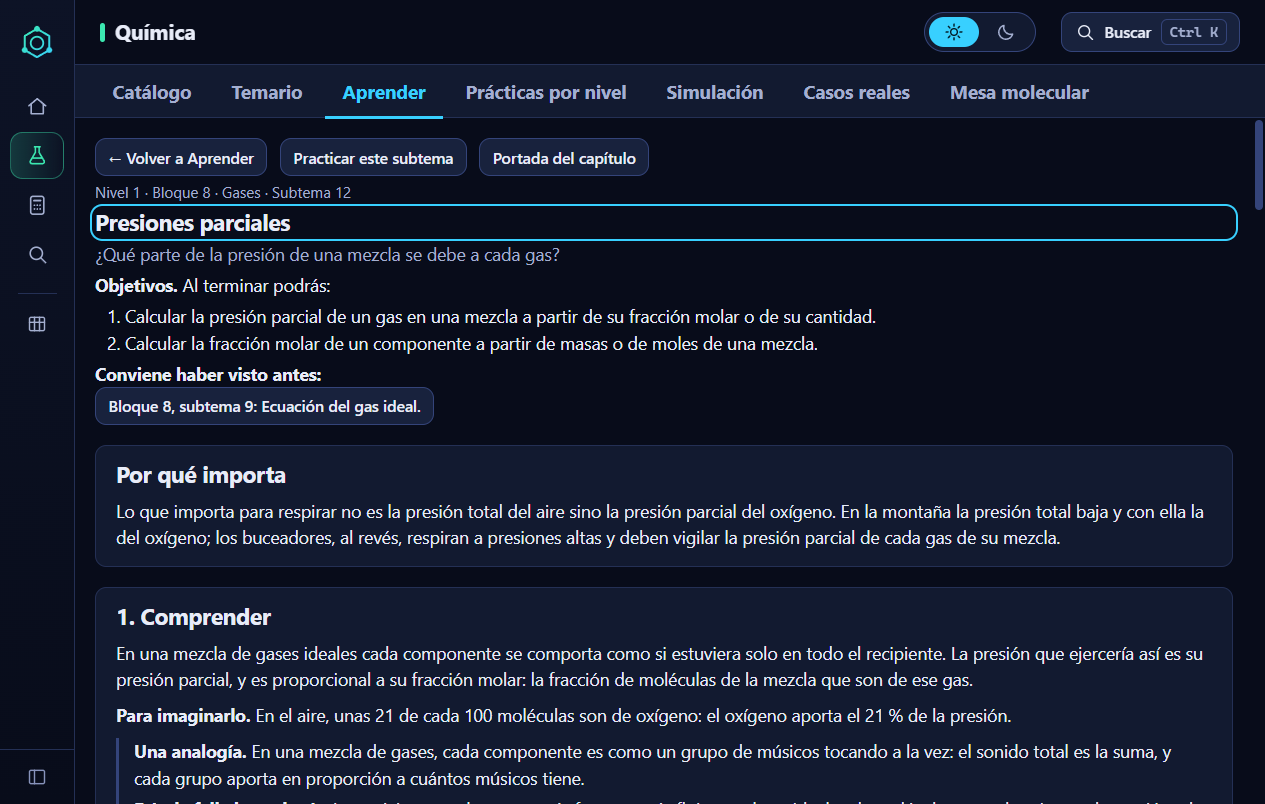 Química
Buscar Ctrl K
Catálogo Temario Aprender Prácticas por nivel Simulación Casos reales Mesa molecular
← Volver a Aprender Practicar este subtema Portada del capítulo
Nivel 1 · Bloque 8 · Gases · Subtema 12
Presiones parciales
¿Qué parte de la presión de una mezcla se debe a cada gas?
Objetivos. Al terminar podrás:
1. Calcular la presión parcial de un gas en una mezcla a partir de su fracción molar o de su cantidad.
2. Calcular la fracción molar de un componente a partir de masas o de moles de una mezcla.
Conviene haber visto antes:
Bloque 8, subtema 9: Ecuación del gas ideal.
Por qué importa
Lo que importa para respirar no es la presión total del aire sino la presión parcial del oxígeno. En la montaña la presión total baja y con ella la
del oxígeno; los buceadores, al revés, respiran a presiones altas y deben vigilar la presión parcial de cada gas de su mezcla.
1. Comprender
En una mezcla de gases ideales cada componente se comporta como si estuviera solo en todo el recipiente. La presión que ejercería así es su
presión parcial, y es proporcional a su fracción molar: la fracción de moléculas de la mezcla que son de ese gas.
Para imaginarlo. En el aire, unas 21 de cada 100 moléculas son de oxígeno: el oxígeno aporta el 21 % de la presión.
Una analogía. En una mezcla de gases, cada componente es como un grupo de músicos tocando a la vez: el sonido total es la suma, y
cada grupo aporta en proporción a cuántos músicos tiene.